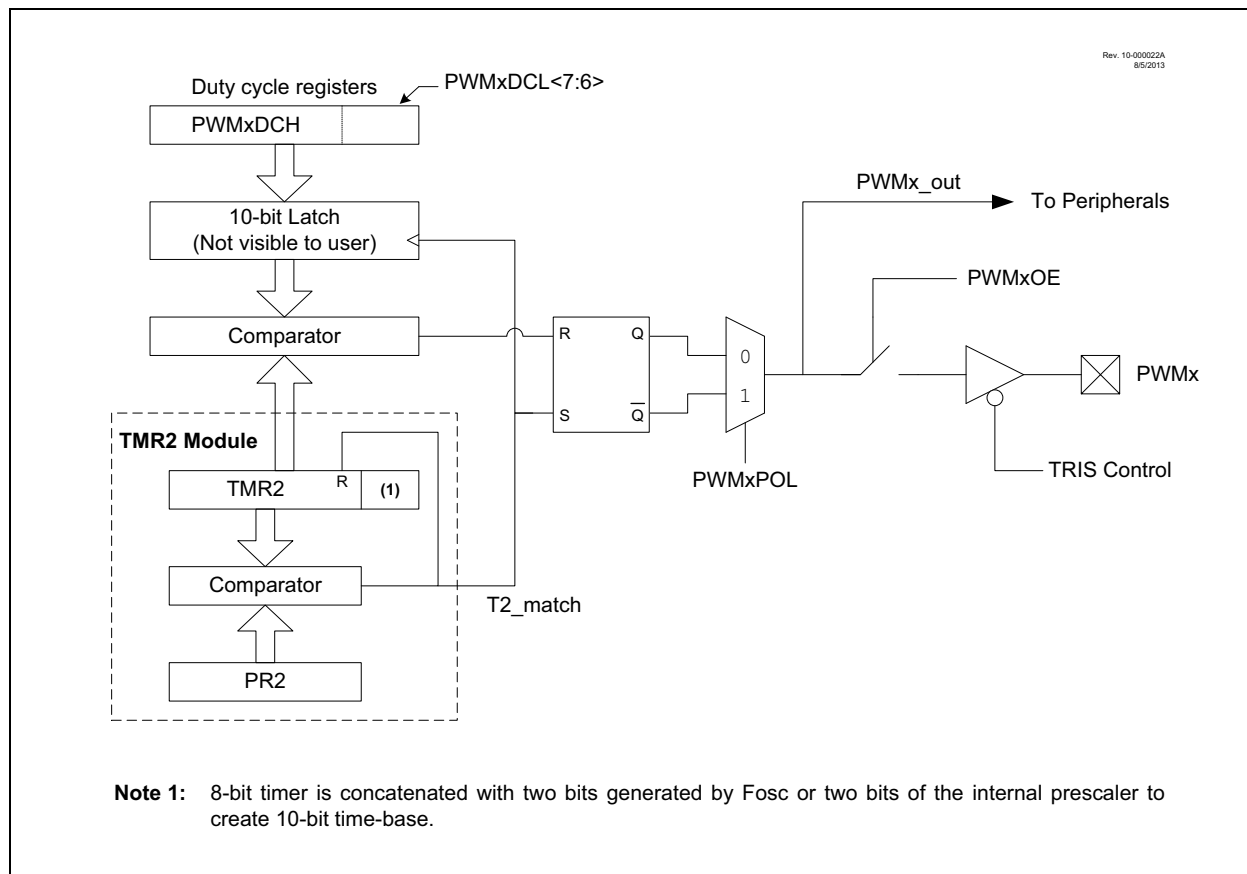 Rev. 10-000022A
8/5/2013
Duty cycle registers
PWMxDCL<7:6>
PWMxDCH
10-bit Latch
(Not visible to user)
Comparator
PWMx_out
To Peripherals
PWMxOE
R
Q
S
Q
0
1
PWMxPOL
PWMx
TRIS Control
TMR2 Module
R
TMR2
(1)
Comparator
T2_match
PR2
Note 1: 8-bit timer is concatenated with two bits generated by Fosc or two bits of the internal prescaler to
create 10-bit time-base.